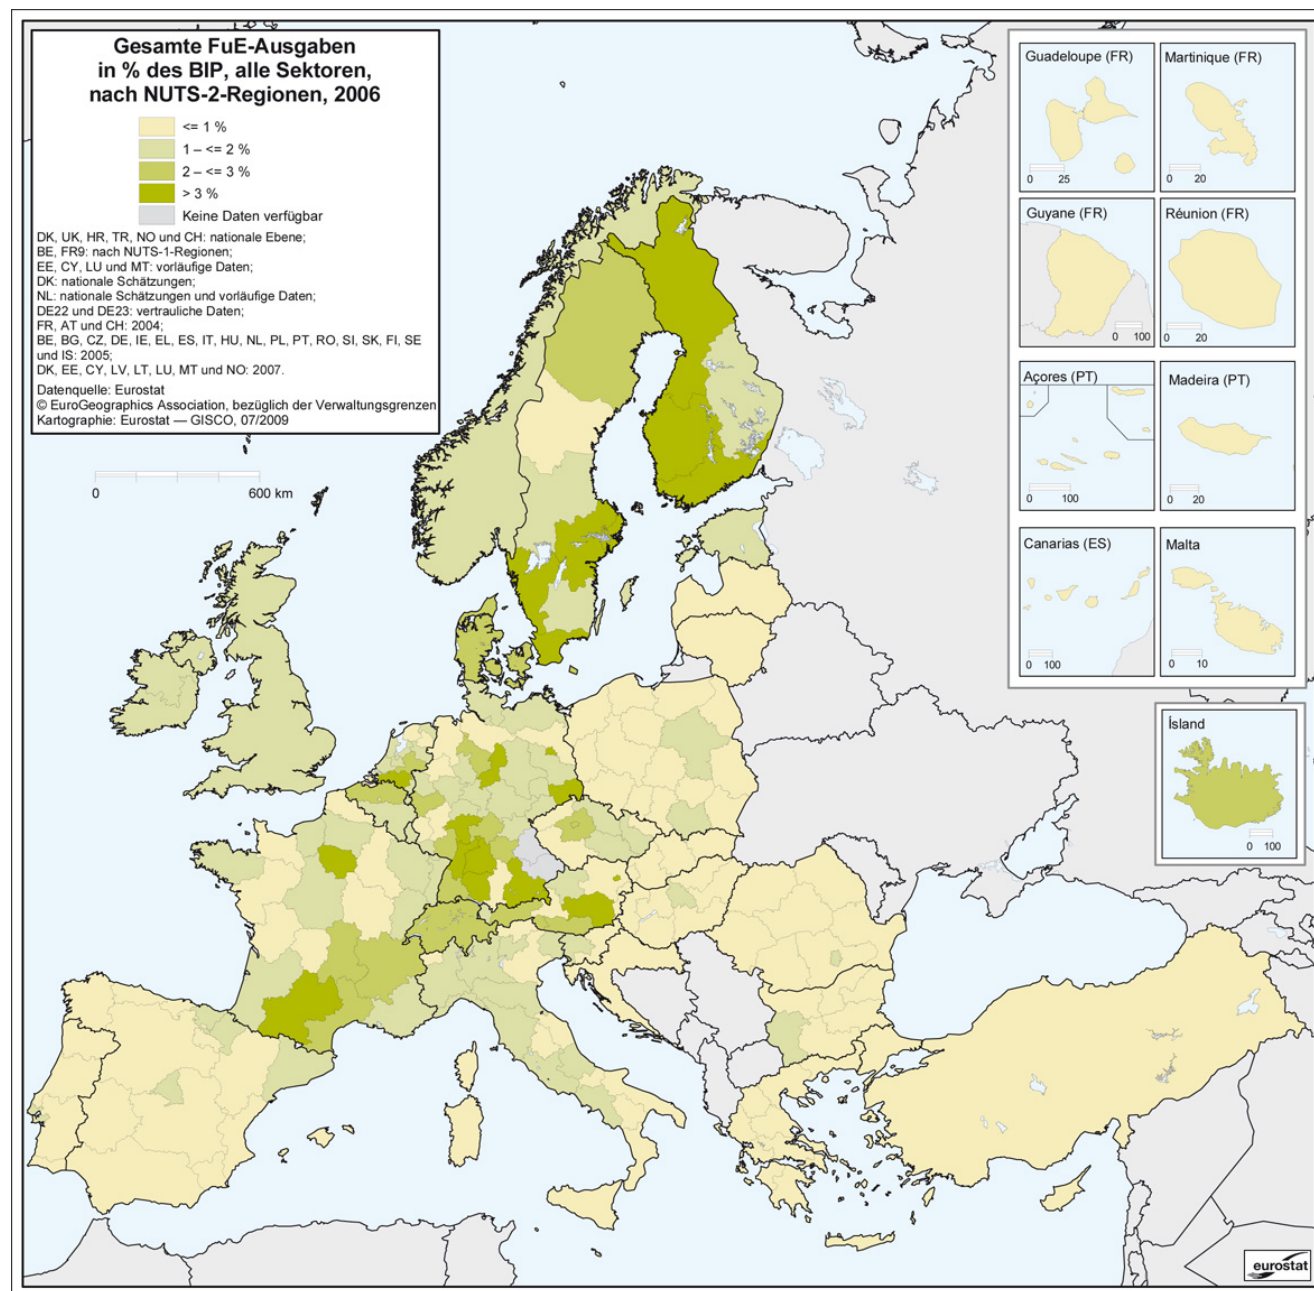 Gesamte FuE-Ausgaben
in % des BIP, alle Sektoren,
nach NUTS-2-Regionen, 2006
<= 1 %
1 – <= 2 %
2 – <= 3 %
> 3 %
Keine Daten verfügbar
DK, UK, HR, TR, NO und CH: nationale Ebene;
BE, FR9: nach NUTS-1-Regionen;
EE, CY, LU und MT: vorläufige Daten;
DK: nationale Schätzungen;
NL: nationale Schätzungen und vorläufige Daten;
DE22 und DE23: vertrauliche Daten;
FR, AT und CH: 2004;
BE, BG, CZ, DE, IE, EL, ES, IT, HU, NL, PL, PT, RO, SI, SK, FI, SE
und IS: 2005;
DK, EE, CY, LV, LT, LU, MT und NO: 2007.
Datenquelle: Eurostat
© EuroGeographics Association, bezüglich der Verwaltungsgrenzen
Kartographie: Eurostat — GISCO, 07/2009
0 600 km
Guadeloupe (FR)
0 25
Martinique (FR)
0 20
Guyane (FR)
0 100
Réunion (FR)
0 20
Açores (PT)
0 100
Madeira (PT)
0 20
Canarias (ES)
0 100
Malta
0 10
Ísland
0 100
eurostat